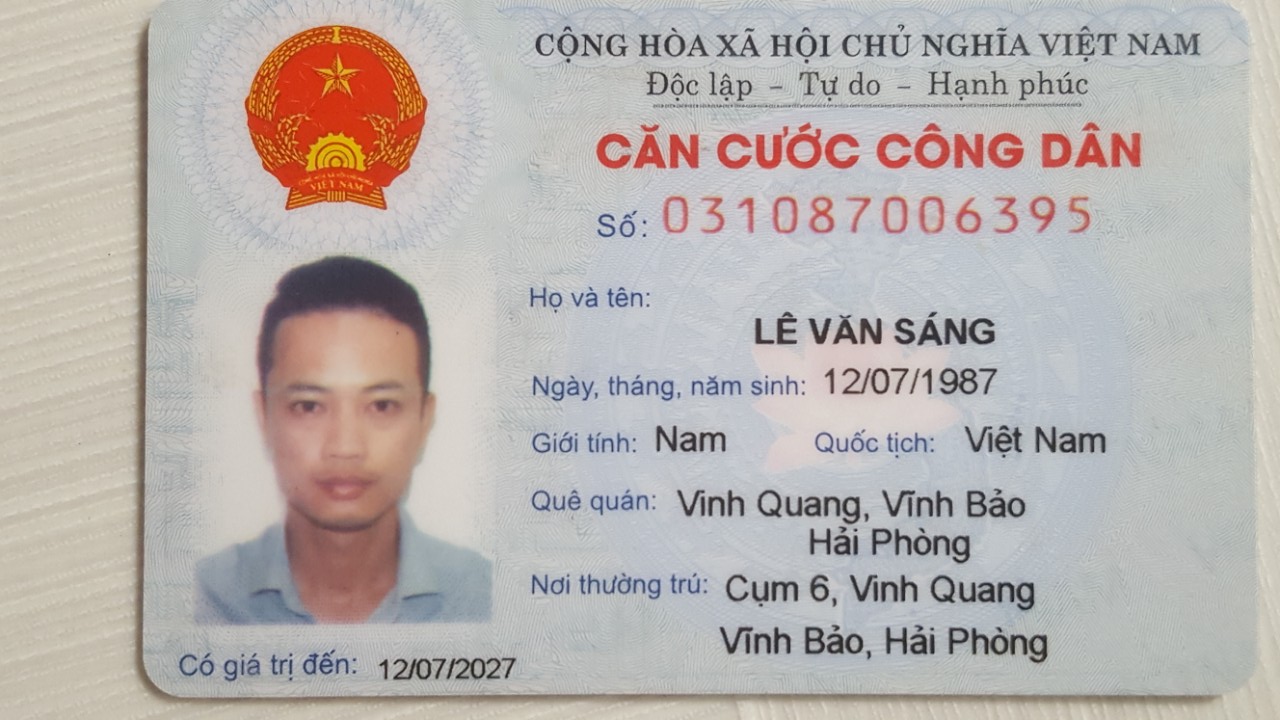 CỘNG HÒA XÃ HỘI CHỦ NGHĨA VIỆT NAM
Độc lập - Tự do - Hạnh phúc
CĂN CƯỚC CÔNG DÂN
Số: 031087006395
Họ và tên:
LÊ VĂN SÁNG
Ngày, tháng, năm sinh: 12/07/1987
Giới tính: Nam Quốc tịch: Việt Nam
Quê quán: Vinh Quang, Vĩnh Bảo
Hải Phòng
Nơi thường trú: Cụm 6, Vinh Quang
Vĩnh Bảo, Hải Phòng
Có giá trị đến: 12/07/2027
VIỆT NAM